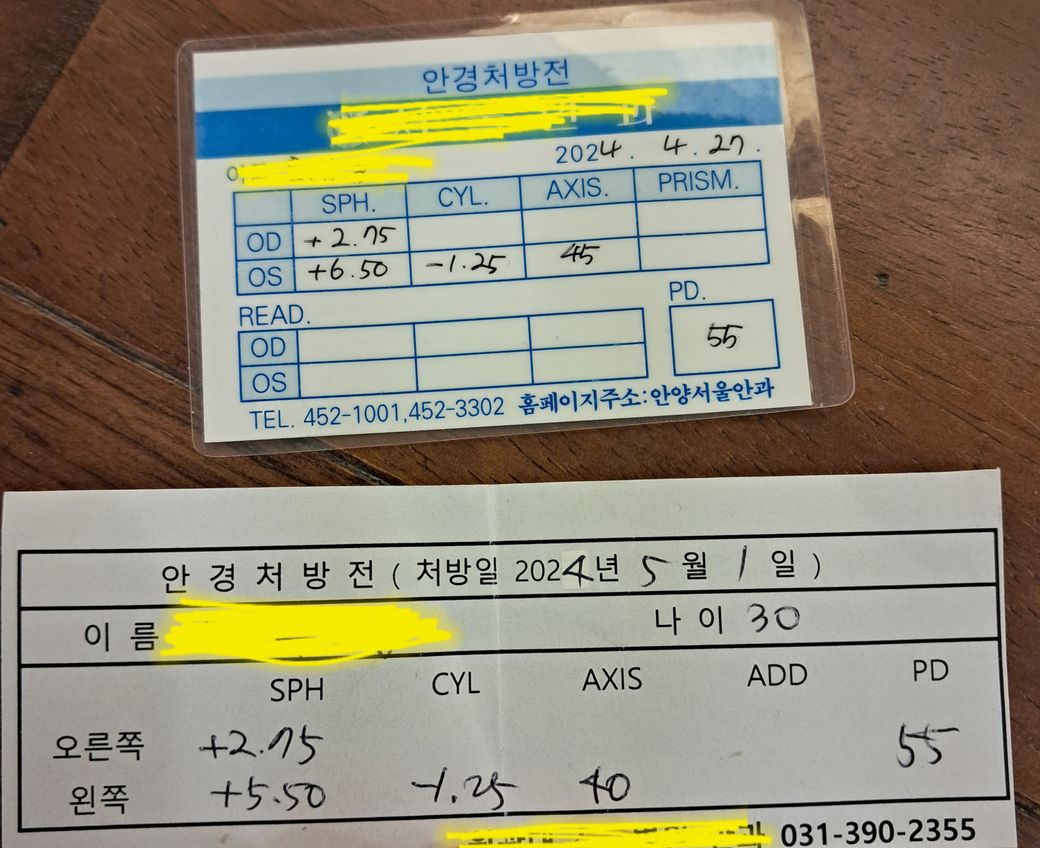 안경처방전
2024. 4. 27.
SPH. CYL. AXIS. PRISM.
OD +2.75
OS +6.50 -1.25 45
READ. PD.
OD
OS
55
TEL. 452-1001,452-3302 홈페이지주소:안양서울안과
안경처방전 (처방일 2024년 5월 1일)
이름 나이 30
SPH CYL AXIS ADD PD
오른쪽 +2.75 55
왼쪽 +5.50 -1.25 40
031-390-2355